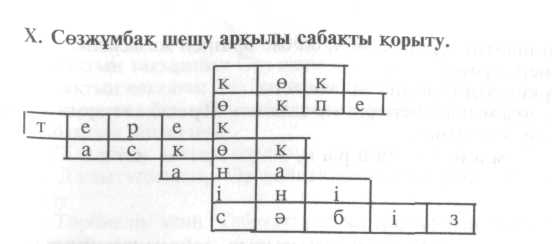 X. Сөзжұмбақ шешу арқылы сабақты қорыту.
к ө к
ө к п е
т е р е к
а с к ө к
а н а
і н і
с ә б і з